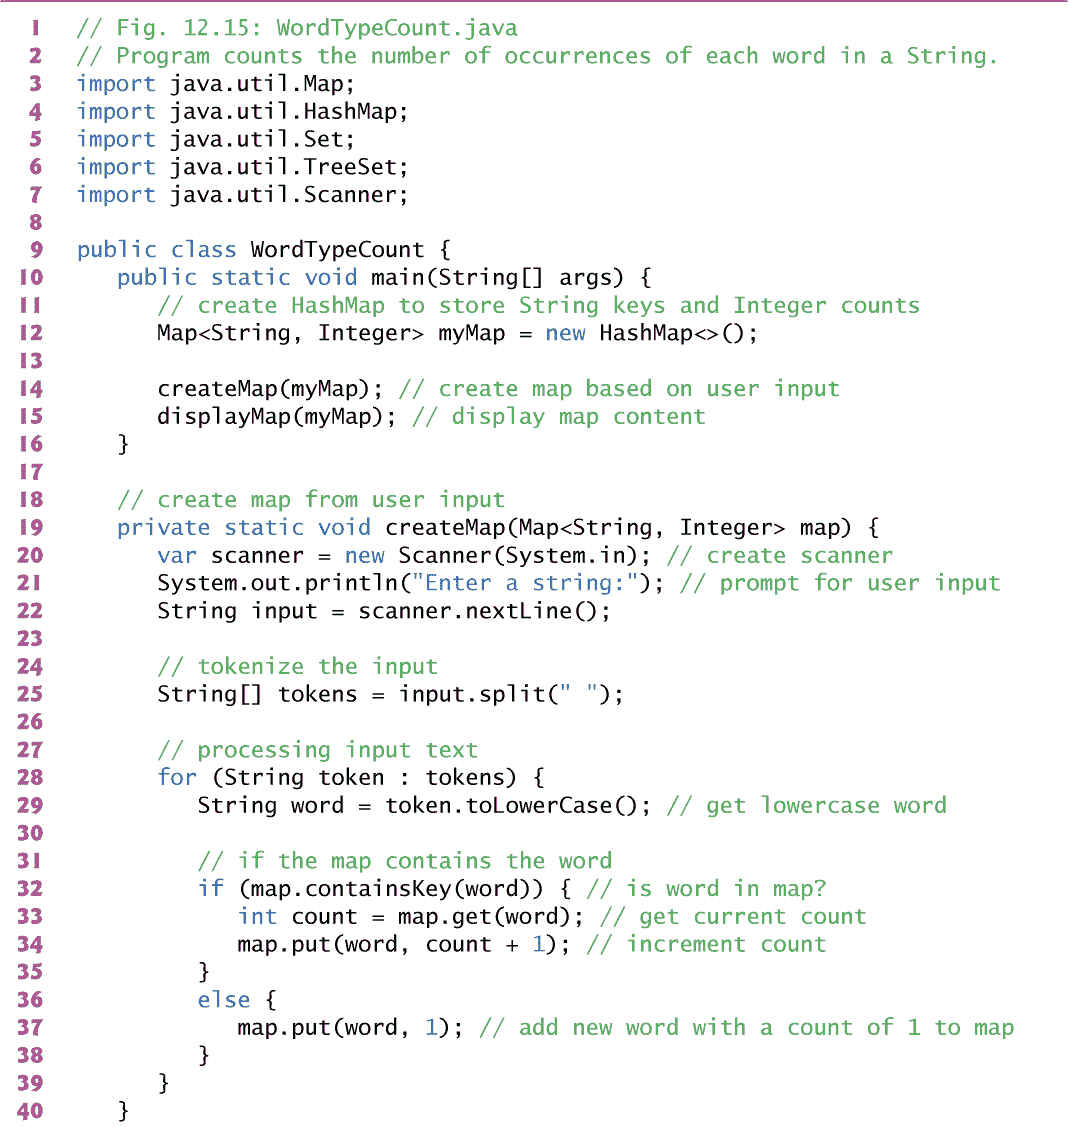 1 // Fig. 12.15: WordTypeCount.java
2 // Program counts the number of occurrences of each word in a String.
3 import java.util.Map;
4 import java.util.HashMap;
5 import java.util.Set;
6 import java.util.TreeSet;
7 import java.util.Scanner;
8
9 public class WordTypeCount {
10    public static void main(String[] args) {
11       // create HashMap to store String keys and Integer counts
12       Map<String, Integer> myMap = new HashMap<>();
13
14       createMap(myMap); // create map based on user input
15       displayMap(myMap); // display map content
16    }
17
18    // create map from user input
19    private static void createMap(Map<String, Integer> map) {
20       var scanner = new Scanner(System.in); // create scanner
21       System.out.println("Enter a string:"); // prompt for user input
22       String input = scanner.nextLine();
23
24       // tokenize the input
25       String[] tokens = input.split(" ");
26
27       // processing input text
28       for (String token : tokens) {
29          String word = token.toLowerCase(); // get lowercase word
30
31          // if the map contains the word
32          if (map.containsKey(word)) { // is word in map?
33             int count = map.get(word); // get current count
34             map.put(word, count + 1); // increment count
35          }
36          else {
37             map.put(word, 1); // add new word with a count of 1 to map
38          }
39       }
40    }